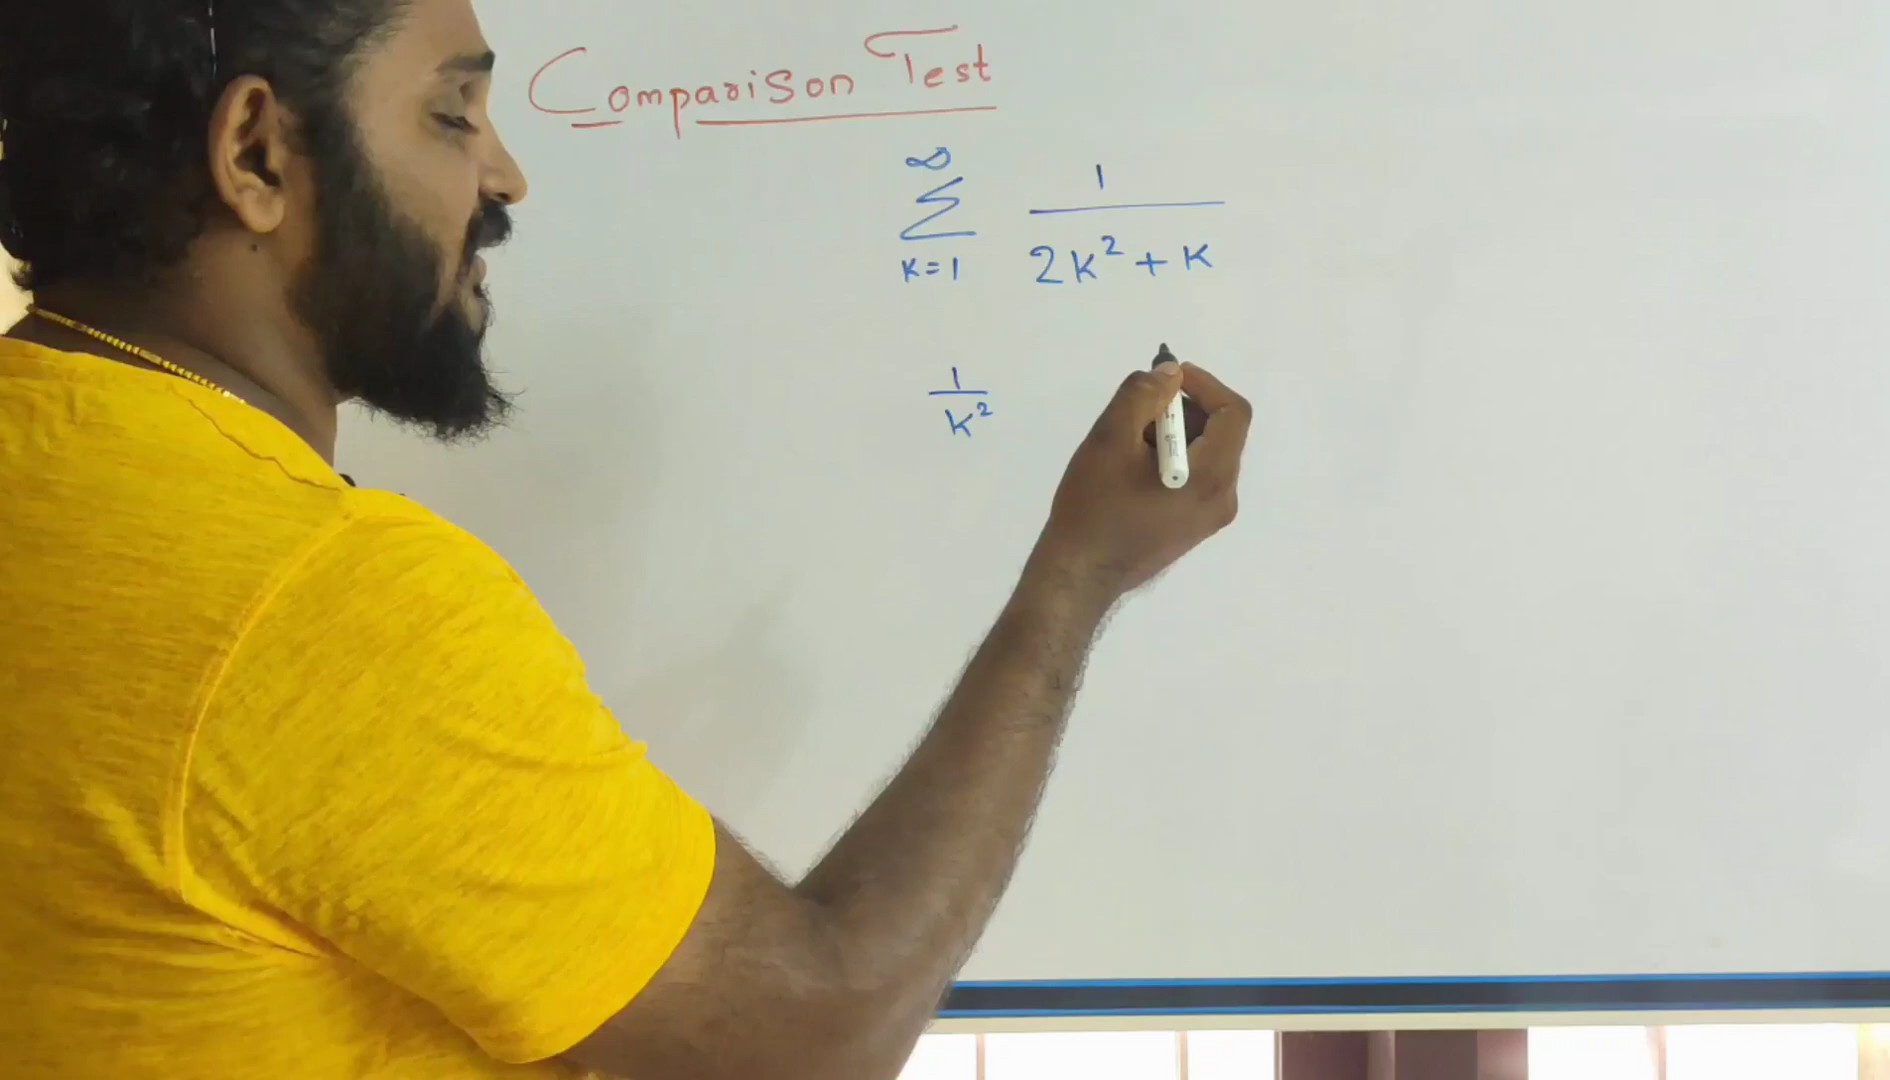 Comparison Test
∞
∑ 1/(2k²+k)
k=1
1/k²